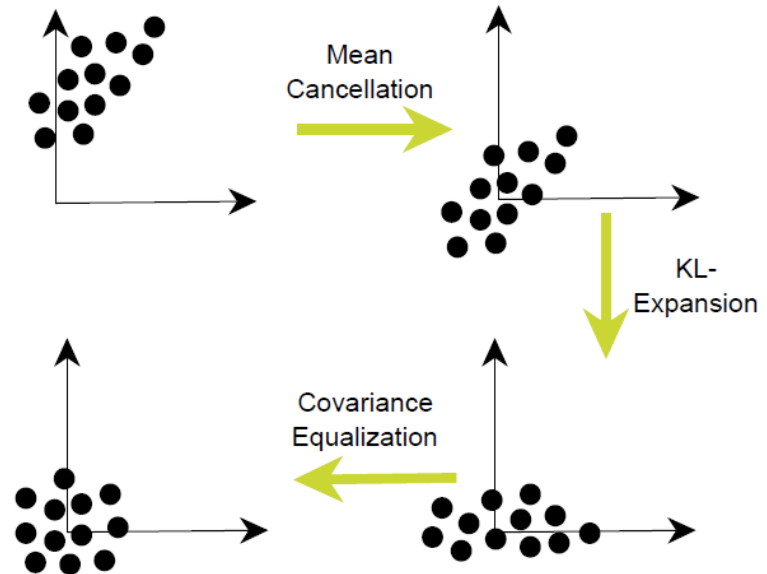 Mean
Cancellation
KL-
Expansion
Covariance
Equalization